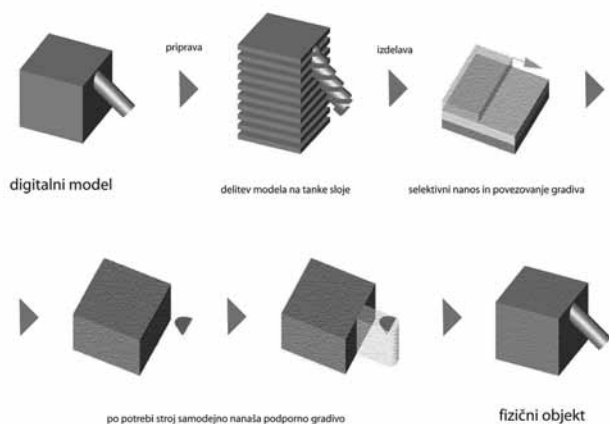 priprava
izdelava
digitalni model
delitev modela na tanke sloje
selektivni nanos in povezovanje gradiva
po potrebi stroj samodejno nanaša podporno gradivo
fizični objekt